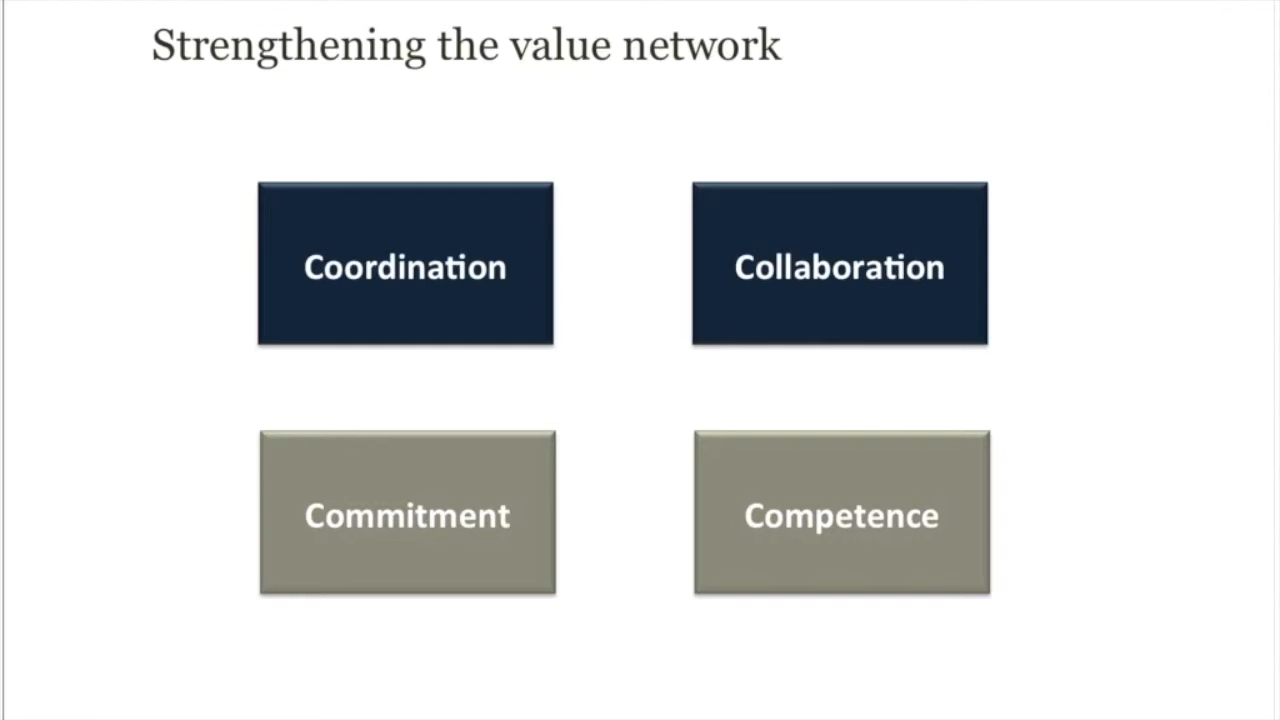 Strengthening the value network
Coordination
Collaboration
Commitment
Competence